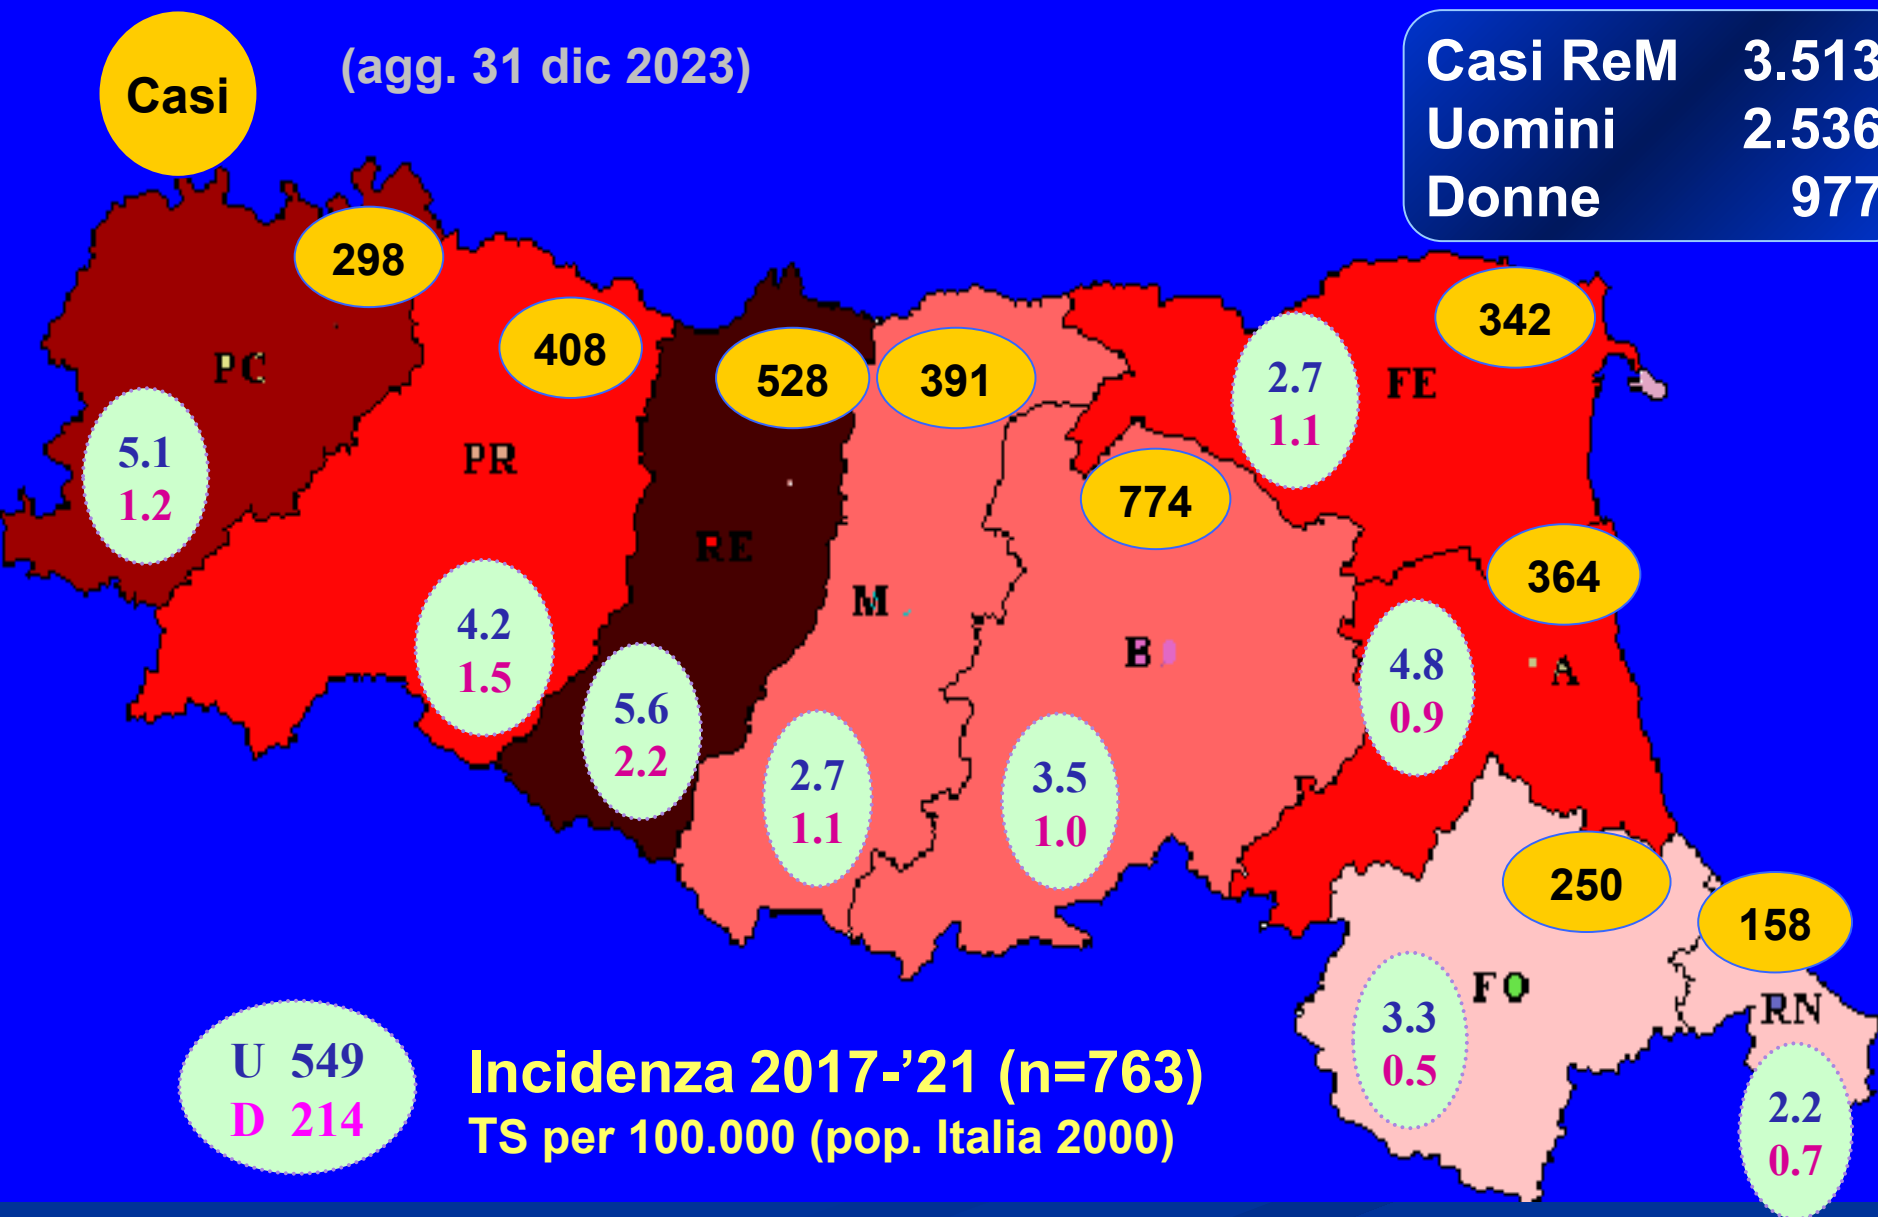 Casi
(agg. 31 dic 2023)
Casi ReM 3.513
Uomini 2.536
Donne 977
298
408
528
391
342
774
364
250
158
PC
5.1
1.2
PR
4.2
1.5
RE
5.6
2.2
M
2.7
1.1
B
3.5
1.0
FE
2.7
1.1
A
4.8
0.9
FO
3.3
0.5
RN
2.2
0.7
U 549
D 214
Incidenza 2017-’21 (n=763)
TS per 100.000 (pop. Italia 2000)